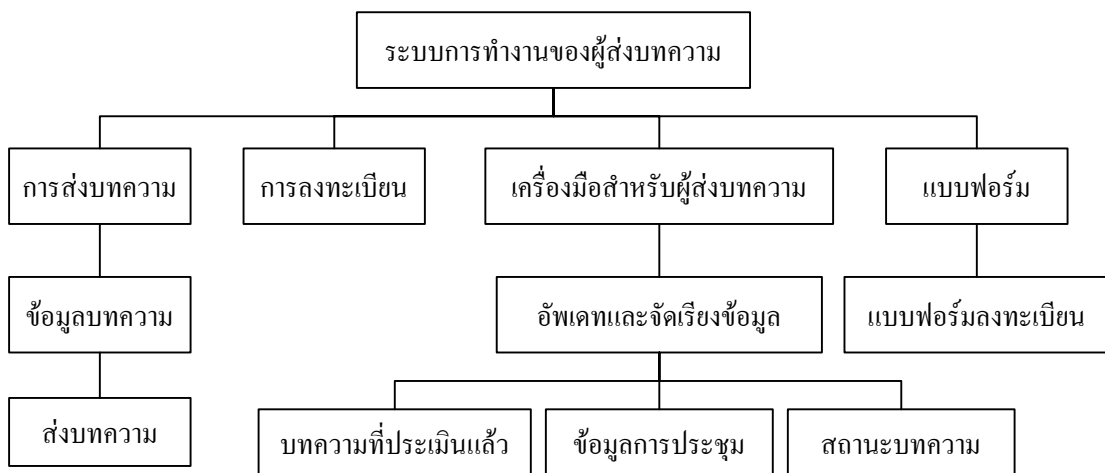 ระบบการทำงานของผู้ส่งบทความ
การส่งบทความ
การลงทะเบียน
เครื่องมือสำหรับผู้ส่งบทความ
แบบฟอร์ม
ข้อมูลบทความ
อัพเดทและจัดเรียงข้อมูล
แบบฟอร์มลงทะเบียน
ส่งบทความ
บทความที่ประเมินแล้ว
ข้อมูลการประชุม
สถานะบทความ